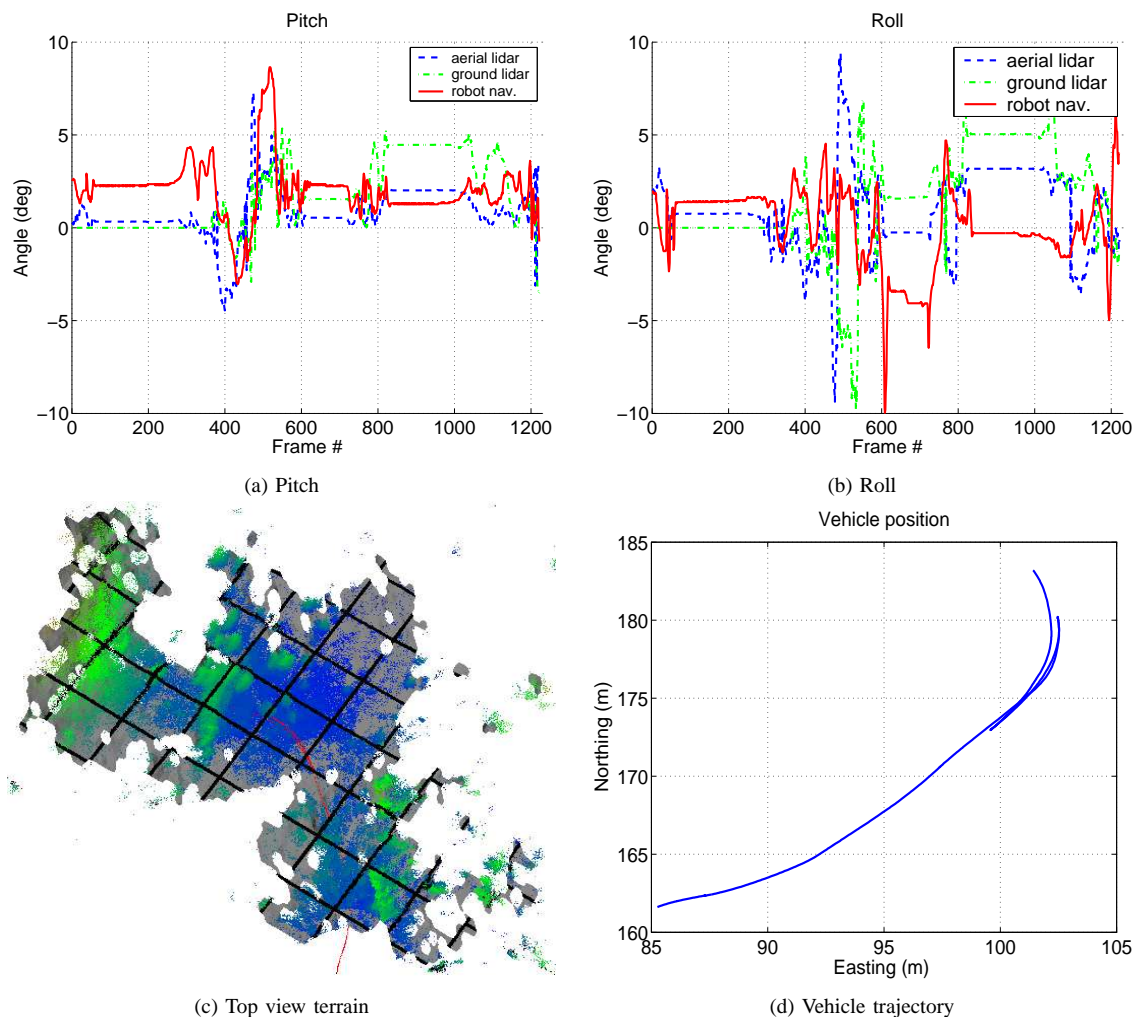 Pitch
10
5
0
−5
−10
Angle (deg)
aerial lidar
ground lidar
robot nav.
0 200 400 600 800 1000 1200
Frame #
(a) Pitch
Roll
10
5
0
−5
−10
Angle (deg)
aerial lidar
ground lidar
robot nav.
0 200 400 600 800 1000 1200
Frame #
(b) Roll
(c) Top view terrain
Vehicle position
185
180
175
170
165
160
Northing (m)
85 90 95 100 105
Easting (m)
(d) Vehicle trajectory